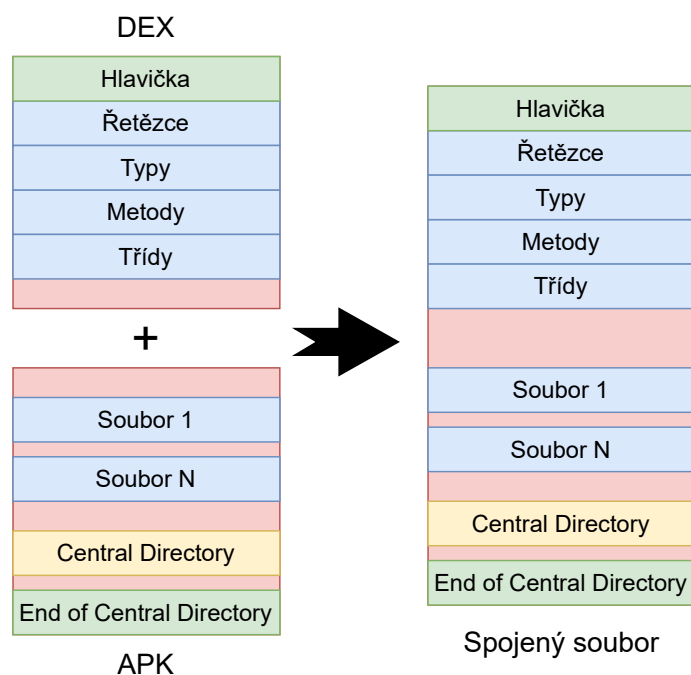 DEX
Hlavička
Řetězce
Typy
Metody
Třídy
+
Soubor 1
Soubor N
Central Directory
End of Central Directory
APK
Hlavička
Řetězce
Typy
Metody
Třídy
Soubor 1
Soubor N
Central Directory
End of Central Directory
Spojený soubor